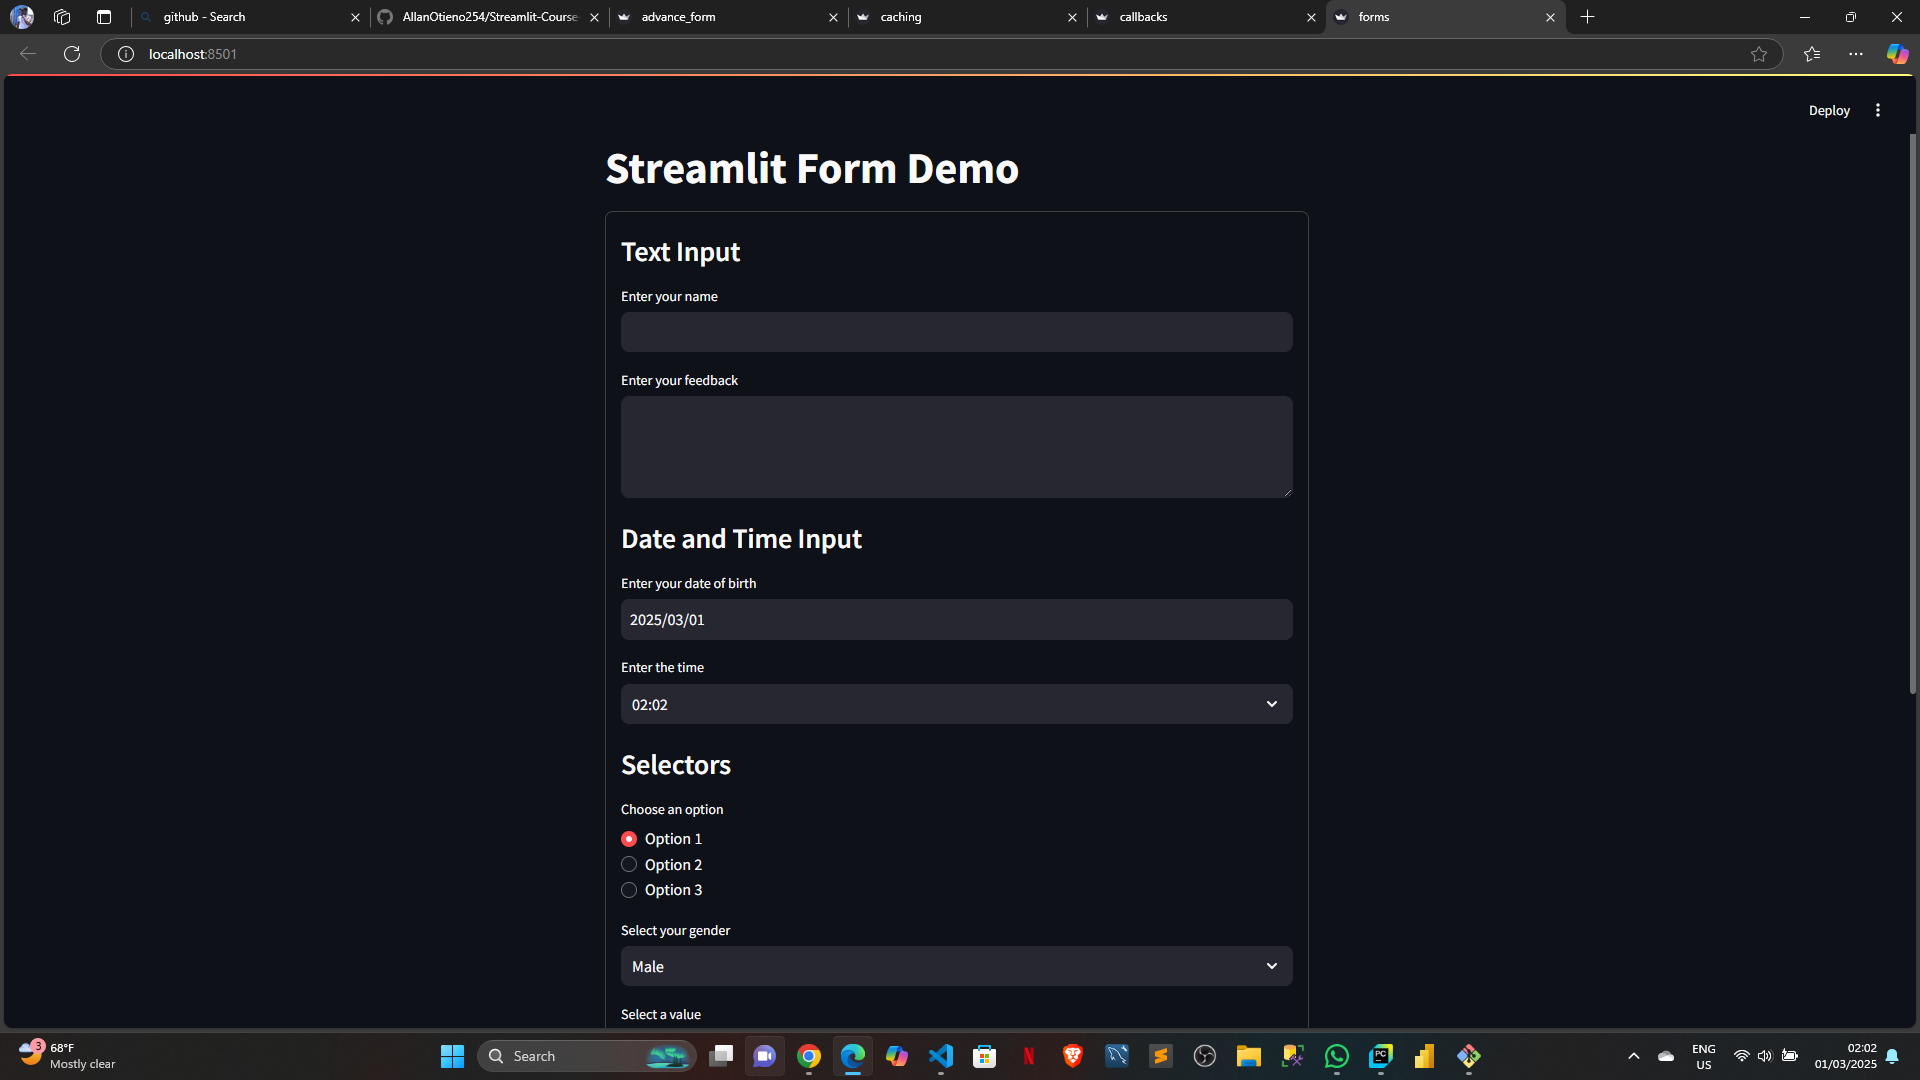 github - Search
AllanOtieno254/Streamlit-Course-
advance_form
caching
callbacks
forms
localhost:8501
Deploy
Streamlit Form Demo
Text Input
Enter your name
Enter your feedback
Date and Time Input
Enter your date of birth
2025/03/01
Enter the time
02:02
Selectors
Choose an option
Option 1
Option 2
Option 3
Select your gender
Male
Select a value
3
68°F
Mostly clear
Search
N
PC
ENG
US
02:02
01/03/2025